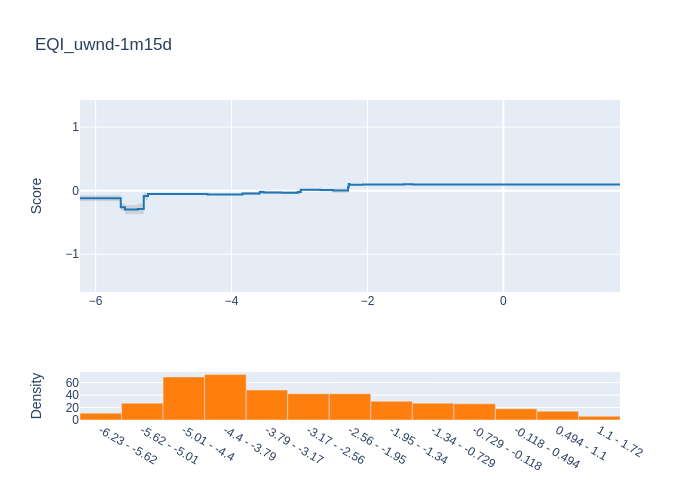 EQI_uwnd-1m15d
Score
1
0
−1
−6
−4
−2
0
Density
60
40
20
0
-6.23 - -5.62
-5.62 - -5.01
-5.01 - -4.4
-4.4 - -3.79
-3.79 - -3.17
-3.17 - -2.56
-2.56 - -1.95
-1.95 - -1.34
-1.34 - -0.729
-0.729 - -0.118
-0.118 - 0.494
0.494 - 1.1
1.1 - 1.72